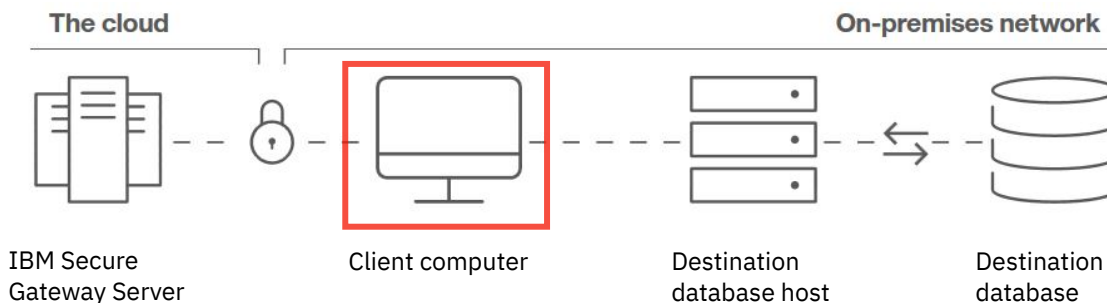 The cloud
On-premises network
IBM Secure
Gateway Server
Client computer
Destination
database host
Destination
database